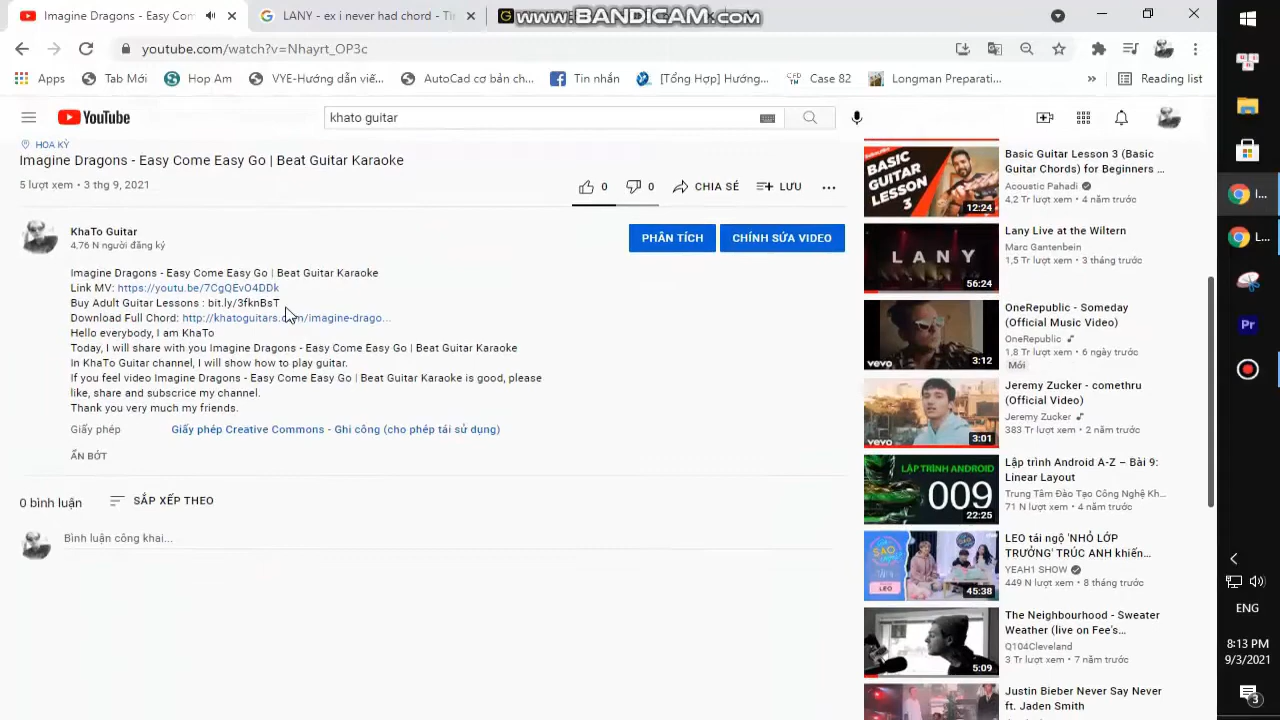 Imagine Dragons - Easy Come Eas
LANY - ex i never had chord - Th
www.BANDICAM.com
youtube.com/watch?v=Nhayrt_OP3c
Apps
Tab Mới
Hop Am
VYE-Hướng dẫn viế...
AutoCad cơ bản ch...
Tin nhắn
[Tổng Hợp] Hướng...
Case 82
Longman Preparati...
»
Reading list
YouTube
khato guitar
HOA KỲ
Imagine Dragons - Easy Come Easy Go | Beat Guitar Karaoke
5 lượt xem • 3 thg 9, 2021
0
0
CHIA SẺ
LƯU
KhaTo Guitar
4,76 N người đăng ký
PHÂN TÍCH
CHỈNH SỬA VIDEO
Imagine Dragons - Easy Come Easy Go | Beat Guitar Karaoke
Link MV: https://youtu.be/7CgQEvO4DDk
Buy Adult Guitar Lessons : bit.ly/3fknBsT
Download Full Chord: http://khatoguitars.c /imagine-drago...
Hello everybody, I am KhaTo
Today, I will share with you Imagine Dragons - Easy Come Easy Go | Beat Guitar Karaoke
In KhaTo Guitar channel, I will show how to play guitar.
If you feel video Imagine Dragons - Easy Come Easy Go | Beat Guitar Karaoke is good, please
like, share and subscrice my channel.
Thank you very much my friends.
Giấy phép
Giấy phép Creative Commons - Ghi công (cho phép tái sử dụng)
ẨN BỚT
0 bình luận
SẮP XẾP THEO
Bình luận công khai...
BASIC
GUITAR
LESSON
3
12:24
Basic Guitar Lesson 3 (Basic
Guitar Chords) for Beginners ...
Acoustic Pahadi
4,2 Tr lượt xem • 4 năm trước
LANY
56:24
Lany Live at the Wiltern
Marc Gantenbein
1,5 Tr lượt xem • 3 tháng trước
vevo
3:12
OneRepublic - Someday
(Official Music Video)
OneRepublic
1,8 Tr lượt xem • 6 ngày trước
Mới
vevo
3:01
Jeremy Zucker - comethru
(Official Video)
Jeremy Zucker
383 Tr lượt xem • 2 năm trước
LẬP TRÌNH ANDROID
009
22:25
Lập trình Android A-Z – Bài 9:
Linear Layout
Trung Tâm Đào Tạo Công Nghệ Kh...
71 N lượt xem • 4 năm trước
SAO
LEO
45:38
LEO tái ngộ 'NHỎ LỚP
TRƯỞNG' TRÚC ANH khiến...
YEAH1 SHOW
449 N lượt xem • 8 tháng trước
5:09
The Neighbourhood - Sweater
Weather (live on Fee's...
Q104Cleveland
3 Tr lượt xem • 7 năm trước
Justin Bieber Never Say Never
ft. Jaden Smith
I...
L...
Pr
ENG
8:13 PM
9/3/2021
3